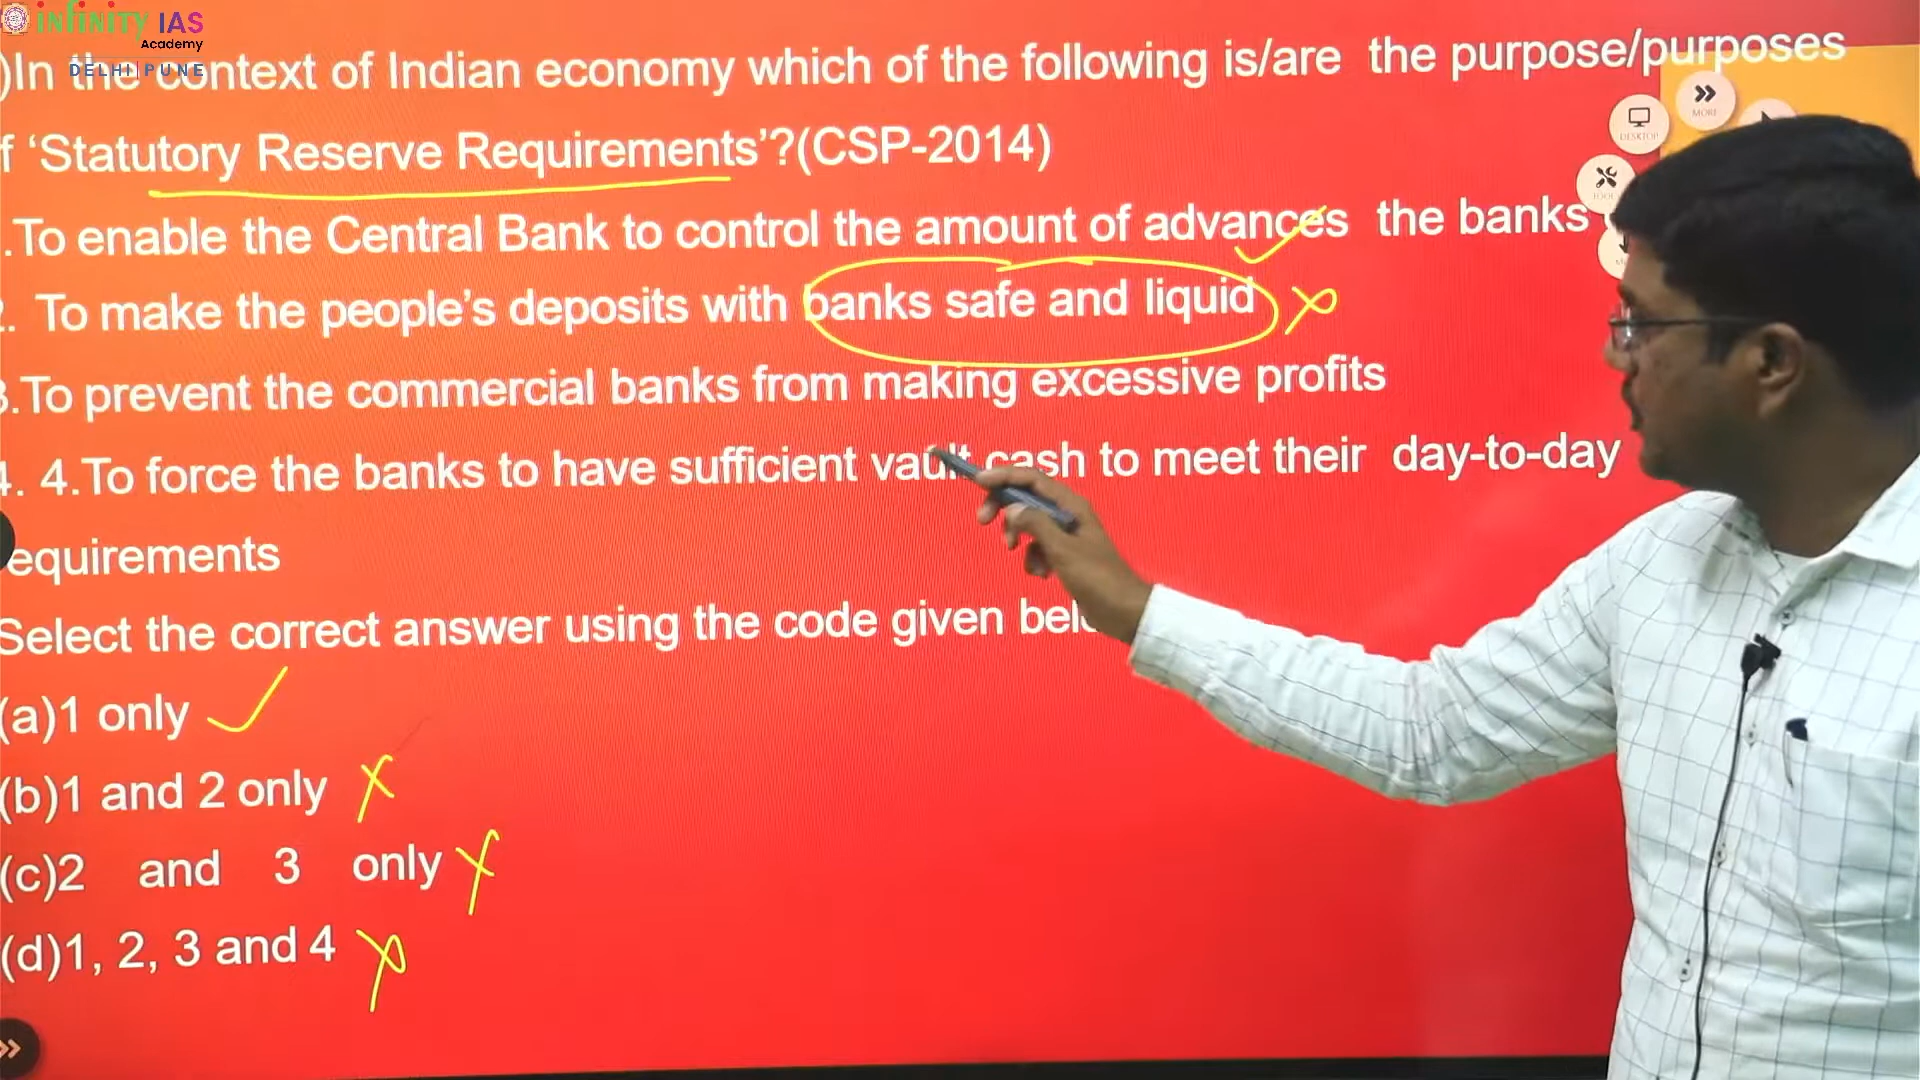 infinity IAS
Academy
DELHI | PUNE
)In the context of Indian economy which of the following is/are the purpose/purposes
f ‘Statutory Reserve Requirements’?(CSP-2014)
.To enable the Central Bank to control the amount of advances the banks
2. To make the people’s deposits with banks safe and liquid
3.To prevent the commercial banks from making excessive profits
4. 4.To force the banks to have sufficient vault cash to meet their day-to-day
equirements
Select the correct answer using the code given
(a)1 only
(b)1 and 2 only
(c)2 and 3 only
(d)1, 2, 3 and 4
DESKTOP
MORE